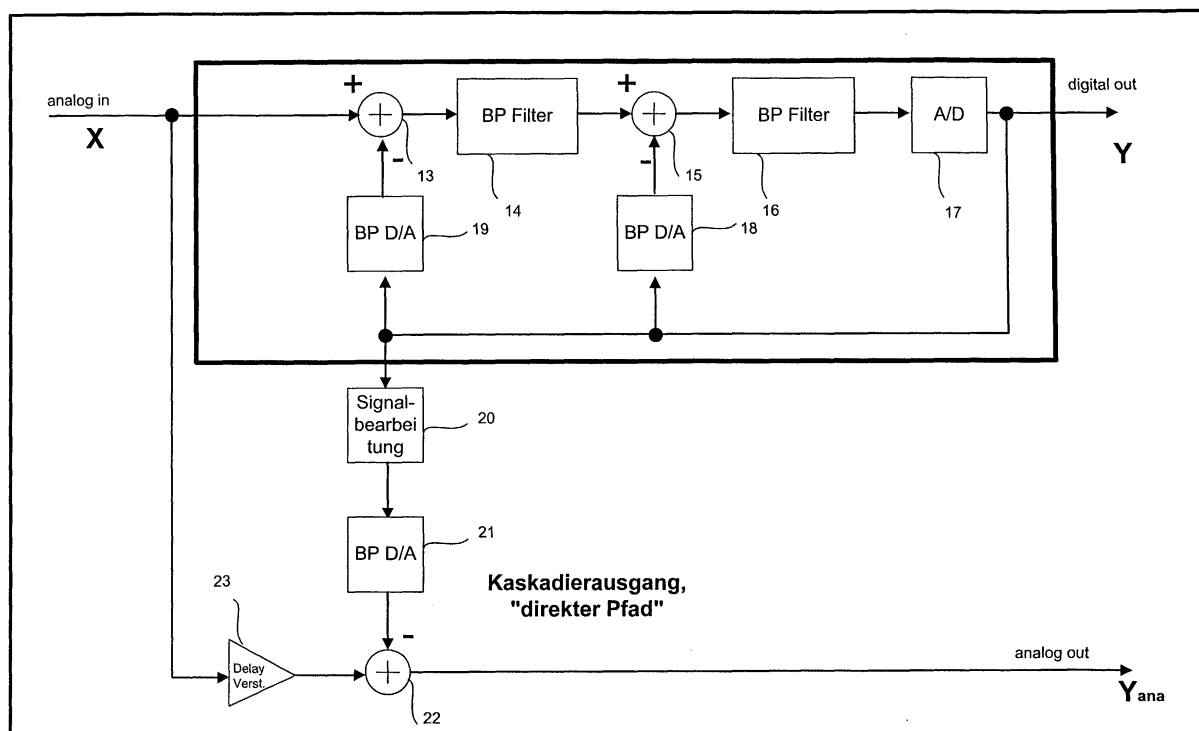 analog in
X
+
-
13
BP Filter
14
+
-
15
BP Filter
16
A/D
17
digital out
Y
BP D/A
19
BP D/A
18
Signal-
bearbei
tung
20
BP D/A
21
Kaskadierausgang,
"direkter Pfad"
23
Delay
Verst.
-
22
analog out
Yana